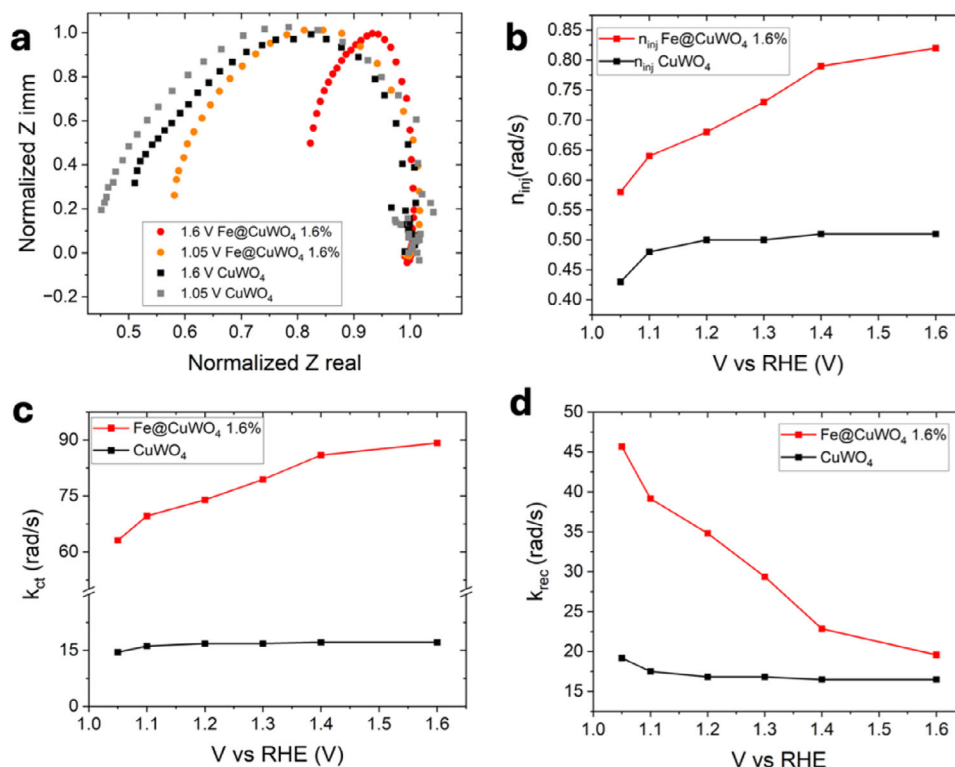 a
Normalized Z imm
1.0
0.8
0.6
0.4
0.2
0.0
−0.2
1.6 V Fe@CuWO₄ 1.6%
1.05 V Fe@CuWO₄ 1.6%
1.6 V CuWO₄
1.05 V CuWO₄
0.5 0.6 0.7 0.8 0.9 1.0
Normalized Z real
b
n_inj(rad/s)
0.85
0.80
0.75
0.70
0.65
0.60
0.55
0.50
0.45
0.40
n_inj Fe@CuWO₄ 1.6%
n_inj CuWO₄
1.0 1.1 1.2 1.3 1.4 1.5 1.6
V vs RHE (V)
c
k_ct (rad/s)
90
75
60
15
0
Fe@CuWO₄ 1.6%
CuWO₄
1.0 1.1 1.2 1.3 1.4 1.5 1.6
V vs RHE (V)
d
k_rec (rad/s)
50
45
40
35
30
25
20
15
Fe@CuWO₄ 1.6%
CuWO₄
1.0 1.1 1.2 1.3 1.4 1.5 1.6
V vs RHE